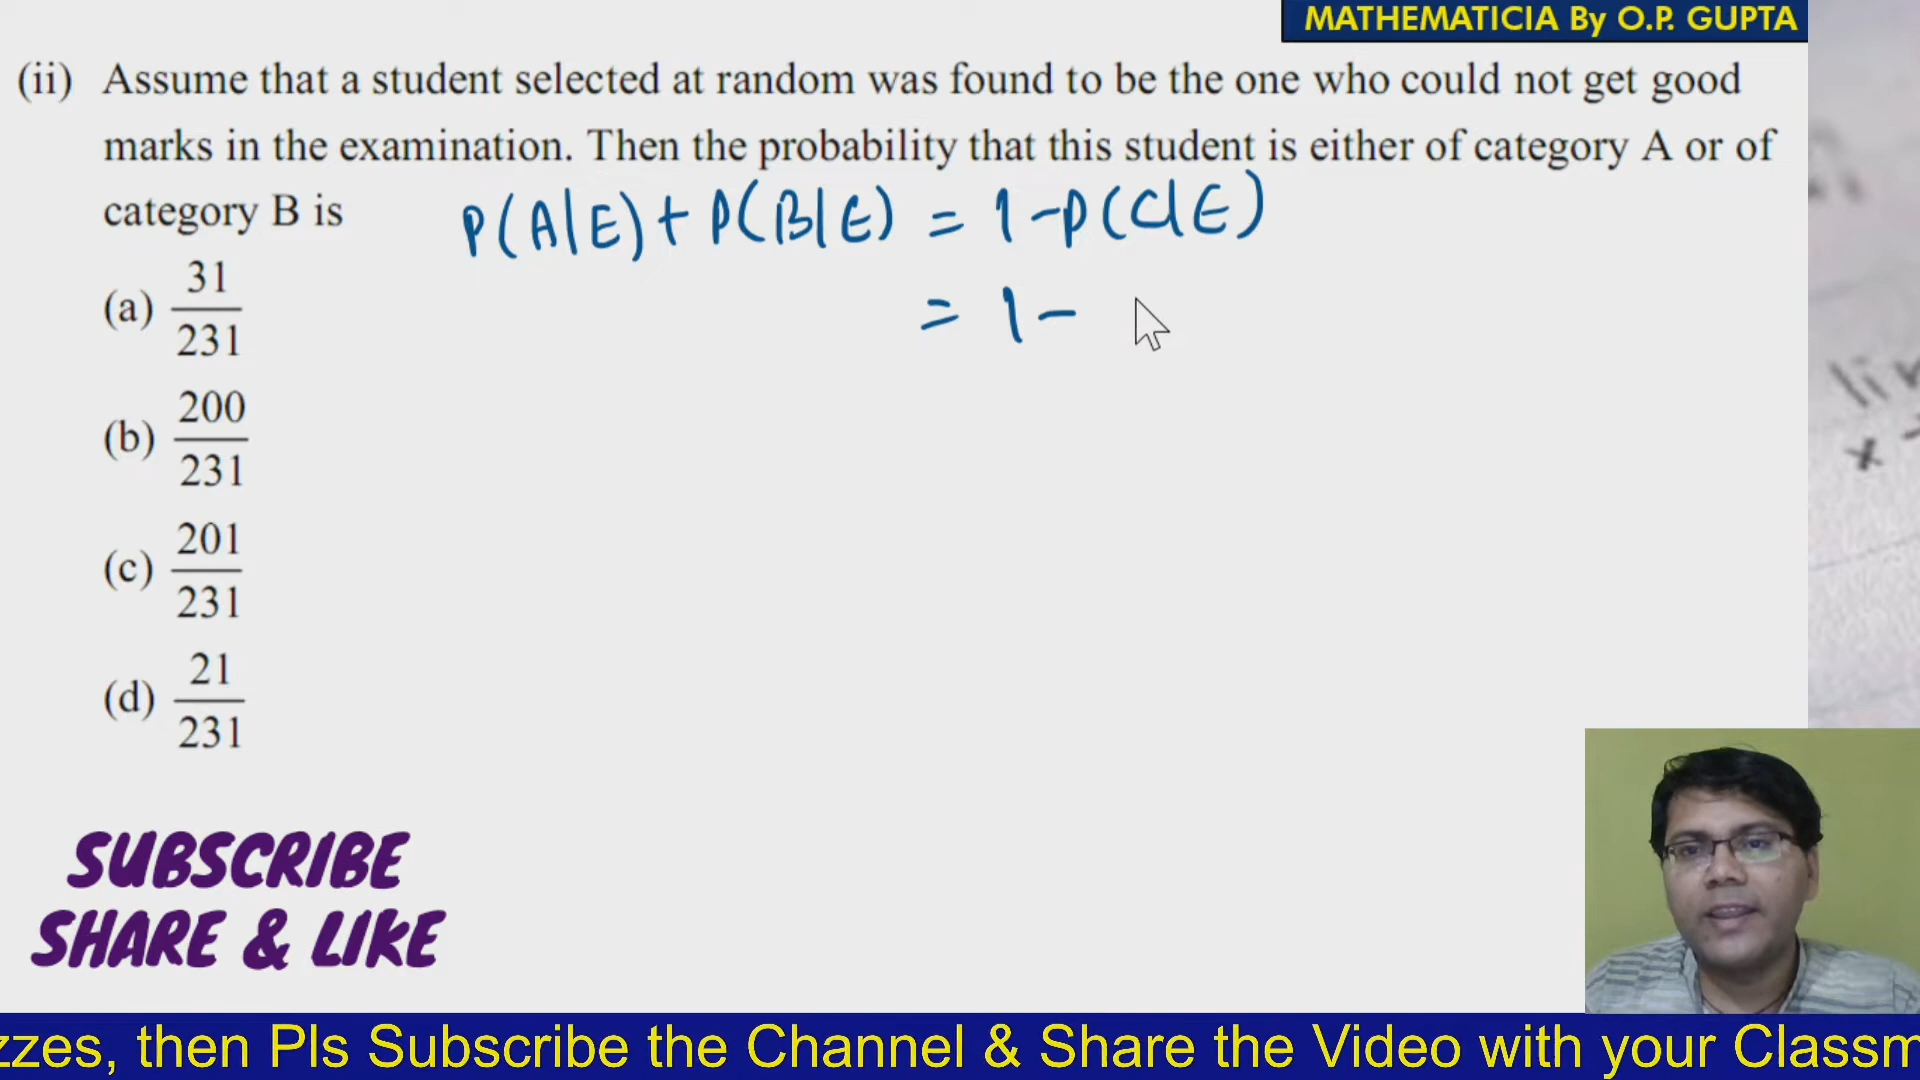 MATHEMATICIA By O.P. GUPTA
(ii) Assume that a student selected at random was found to be the one who could not get good
marks in the examination. Then the probability that this student is either of category A or of
category B is
P(A|E) + P(B|E) = 1 - P(C|E)
= 1 -
(a) 31/231
(b) 200/231
(c) 201/231
(d) 21/231
SUBSCRIBE
SHARE & LIKE
zzes, then Pls Subscribe the Channel & Share the Video with your Classm